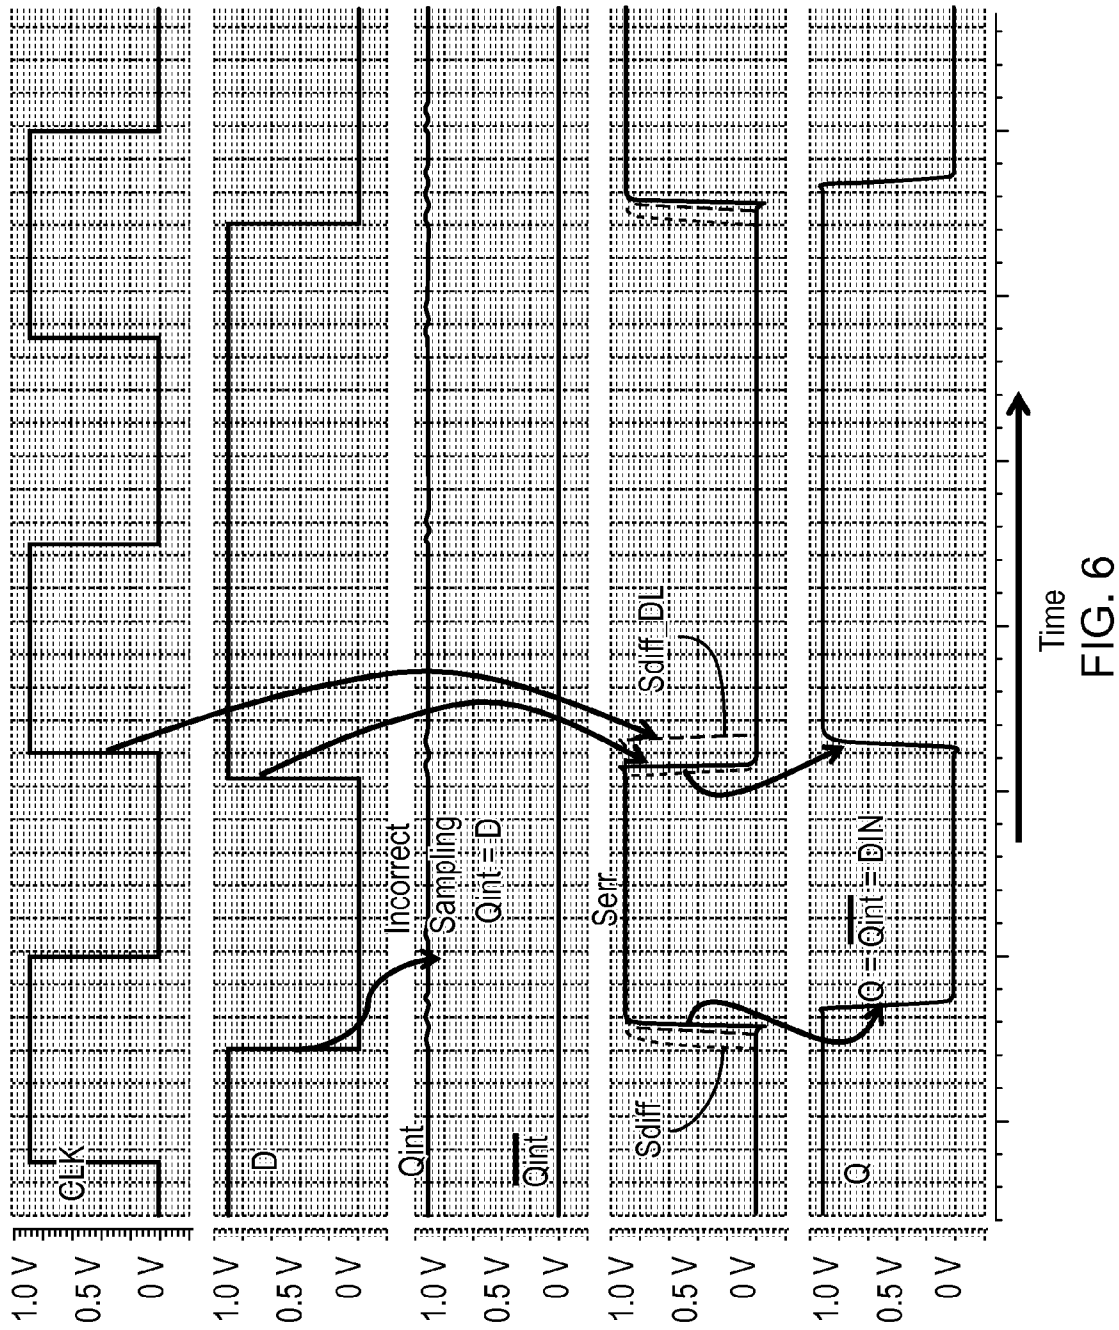 1.0 V
0.5 V
0 V
CLK
1.0 V
0.5 V
0 V
D
1.0 V
0.5 V
0 V
Qint
Qint
Incorrect
Sampling
Qint = D
1.0 V
0.5 V
0 V
Sdiff
Serr
Sdiff_DL
1.0 V
0.5 V
0 V
Q
Q = Qint = DIN
Time
FIG. 6